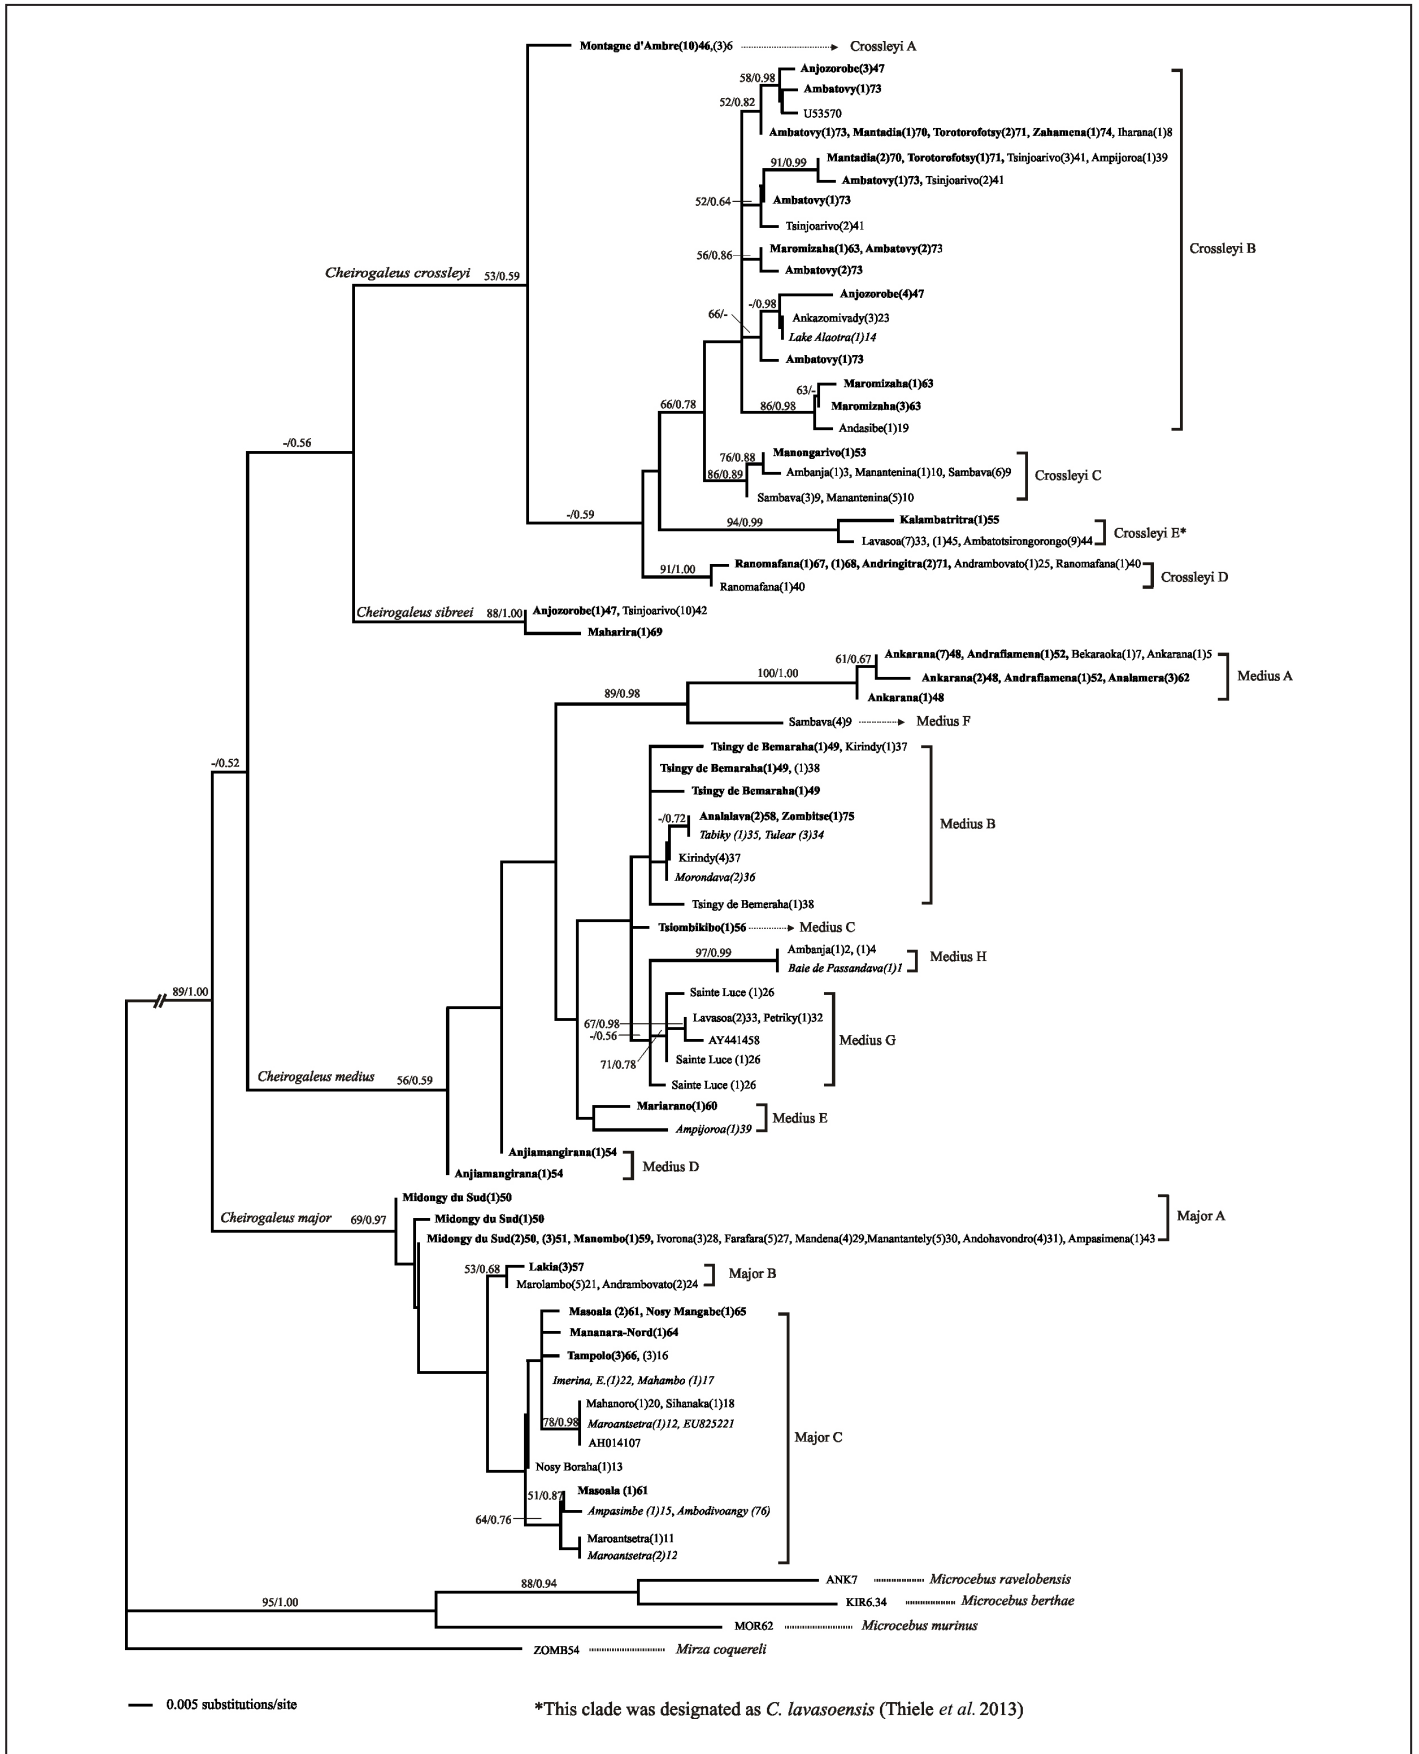 Montagne d'Ambre(10)46,(3)6
Crossleyi A
58/0.98
Anjozorobe(3)47
Ambatovy(1)73
52/0.82
U53570
Ambatovy(1)73, Mantadia(1)70, Torotorofotsy(2)71, Zahamena(1)74, Iharana(1)8
91/0.99
Mantadia(2)70, Torotorofotsy(1)71, Tsinjoarivo(3)41, Ampijoroa(1)39
Ambatovy(1)73, Tsinjoarivo(2)41
52/0.64
Ambatovy(1)73
Tsinjoarivo(2)41
Crossleyi B
56/0.86
Maromizaha(1)63, Ambatovy(2)73
Ambatovy(2)73
Cheirogaleus crossleyi
53/0.59
Anjozorobe(4)47
-/0.98
66/-
Ankazomivady(3)23
Lake Alaotra(1)14
Ambatovy(1)73
63/-
Maromizaha(1)63
66/0.78
86/0.98
Maromizaha(3)63
Andasibe(1)19
-/0.56
76/0.88
Manongarivo(1)53
86/0.89
Ambanja(1)3, Manantenina(1)10, Sambava(6)9
Crossleyi C
Sambava(3)9, Manantenina(5)10
-/0.59
94/0.99
Kalambatritra(1)55
Crossleyi E*
Lavasoa(7)33, (1)45, Ambatotsirongorongo(9)44
91/1.00
Ranomafana(1)67, (1)68, Andringitra(2)71, Andrambovato(1)25, Ranomafana(1)40
Crossleyi D
Ranomafana(1)40
Cheirogaleus sibreei
88/1.00
Anjozorobe(1)47, Tsinjoarivo(10)42
Maharira(1)69
61/0.67
Ankarana(7)48, Andrafiamena(1)52, Bekaraoka(1)7, Ankarana(1)5
100/1.00
Ankarana(2)48, Andrafiamena(1)52, Analamera(3)62
Medius A
89/0.98
Ankarana(1)48
Sambava(4)9
Medius F
Tsingy de Bemaraha(1)49, Kirindy(1)37
-/0.52
Tsingy de Bemaraha(1)49, (1)38
Tsingy de Bemaraha(1)49
-/0.72
Analalava(2)58, Zombitse(1)75
Medius B
Tabiky (1)35, Tulear (3)34
Kirindy(4)37
Morondava(2)36
Tsingy de Bemeraha(1)38
Tsiombikibo(1)56
Medius C
97/0.99
Ambanja(1)2, (1)4
Medius H
Baie de Passandava(1)1
89/1.00
Sainte Luce (1)26
67/0.98
Lavasoa(2)33, Petriky(1)32
-/0.56
AY441458
Medius G
71/0.78
Sainte Luce (1)26
Cheirogaleus medius
56/0.59
Sainte Luce (1)26
Mariarano(1)60
Medius E
Ampijoroa(1)39
Anjiamangirana(1)54
Medius D
Anjiamangirana(1)54
Midongy du Sud(1)50
Cheirogaleus major
69/0.97
Midongy du Sud(1)50
Major A
Midongy du Sud(2)50, (3)51, Manombo(1)59, Ivorona(3)28, Farafara(5)27, Mandena(4)29,Manantantely(5)30, Andohavondro(4)31), Ampasimena(1)43
53/0.68
Lakia(3)57
Major B
Marolambo(5)21, Andrambovato(2)24
Masoala (2)61, Nosy Mangabe(1)65
Mananara-Nord(1)64
Tampolo(3)66, (3)16
Imerina, E.(1)22, Mahambo (1)17
Mahanoro(1)20, Sihanaka(1)18
78/0.98
Maroantsetra(1)12, EU825221
Major C
AH014107
Nosy Boraha(1)13
51/0.87
Masoala (1)61
64/0.76
Ampasimbe (1)15, Ambodivoangy (76)
Maroantsetra(1)11
Maroantsetra(2)12
88/0.94
ANK7
Microcebus ravelobensis
95/1.00
KIR6.34
Microcebus berthae
MOR62
Microcebus murinus
ZOMB54
Mirza coquereli
0.005 substitutions/site
*This clade was designated as C. lavasoensis (Thiele et al. 2013)